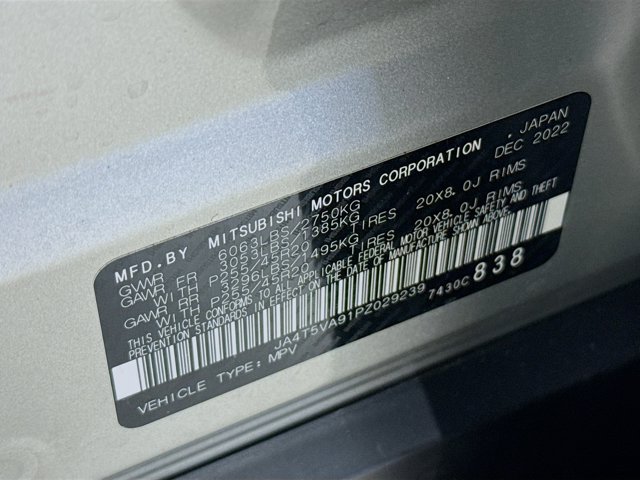 MFD.BY MITSUBISHI MOTORS CORPORATION , JAPAN
DEC 2022
GVWR 6063LBS/2750KG
GAWR FR 3053LBS/1385KG
WITH P255/45R20 TIRES 20X8.0J RIMS
GAWR RR 3296LBS/1495KG
WITH P255/45R20 TIRES 20X8.0J RIMS
THIS VEHICLE CONFORMS TO ALL APPLICABLE FEDERAL MOTOR VEHICLE SAFETY AND THEFT
PREVENTION STANDARDS IN EFFECT ON THE DATE OF MANUFACTURE SHOWN ABOVE.
7430C 838
JA4T5VA91PZ029239
VEHICLE TYPE: MPV